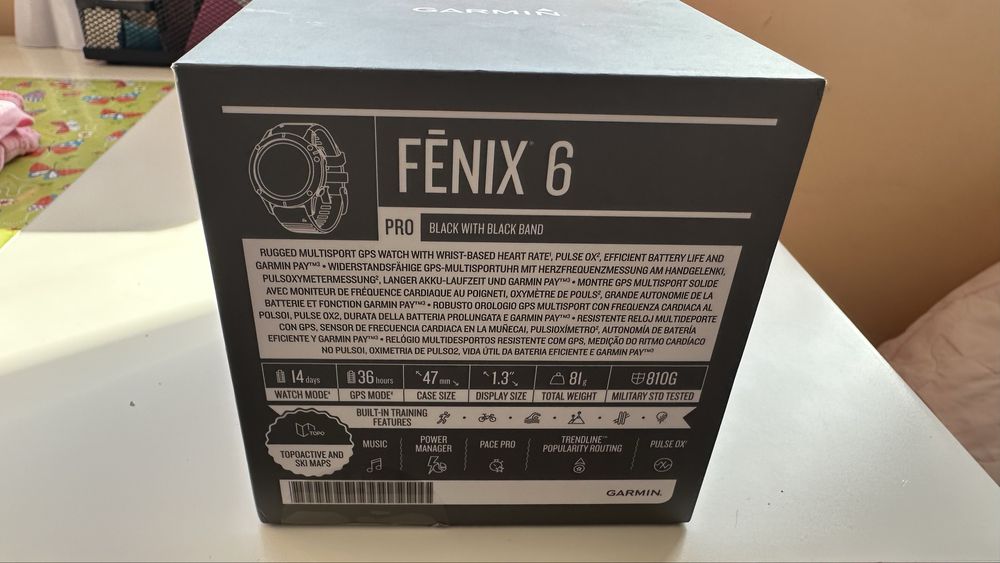 GARMIN
FĒNIX® 6
PRO BLACK WITH BLACK BAND
RUGGED MULTISPORT GPS WATCH WITH WRIST-BASED HEART RATE¹, PULSE OX², EFFICIENT BATTERY LIFE AND
GARMIN PAY™³ • WIDERSTANDSFÄHIGE GPS-MULTISPORTUHR MIT HERZFREQUENZMESSUNG AM HANDGELENK¹,
PULSOXYMETERMESSUNG², LANGER AKKU-LAUFZEIT UND GARMIN PAY™³ • MONTRE GPS MULTISPORT SOLIDE
AVEC MONITEUR DE FRÉQUENCE CARDIAQUE AU POIGNET¹, OXYMÈTRE DE POULS², GRANDE AUTONOMIE DE LA
BATTERIE ET FONCTION GARMIN PAY™³ • ROBUSTO OROLOGIO GPS MULTISPORT CON FREQUENZA CARDIACA AL
POLSO¹, PULSE OX2, DURATA DELLA BATTERIA PROLUNGATA E GARMIN PAY™³ • RESISTENTE RELOJ MULTIDEPORTE
CON GPS, SENSOR DE FRECUENCIA CARDIACA EN LA MUÑECA¹, PULSIOXÍMETRO², AUTONOMÍA DE BATERÍA
EFICIENTE Y GARMIN PAY™³ • RELÓGIO MULTIDESPORTOS RESISTENTE COM GPS, MEDIÇÃO DO RITMO CARDÍACO
NO PULSO¹, OXIMETRIA DE PULSO2, VIDA ÚTIL DA BATERIA EFICIENTE E GARMIN PAY™³
14 days 36 hours 47 mm 1.3″ 81g 810G
WATCH MODE⁴ GPS MODE⁴ CASE SIZE DISPLAY SIZE TOTAL WEIGHT MILITARY STD TESTED
BUILT-IN TRAINING
FEATURES
TOPO
TOPOACTIVE AND
SKI MAPS
MUSIC
POWER
MANAGER
PACE PRO
TRENDLINE™
POPULARITY ROUTING
PULSE OX²
GARMIN.